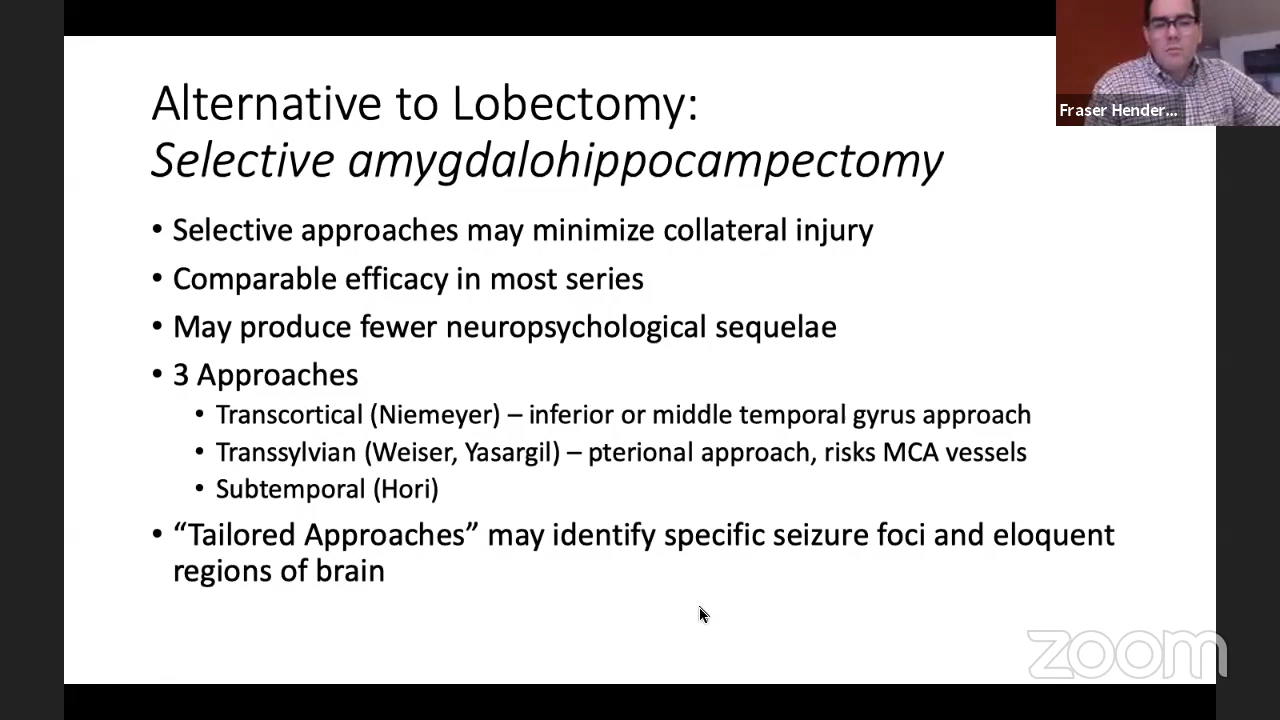 Alternative to Lobectomy:
Selective amygdalohippocampectomy
• Selective approaches may minimize collateral injury
• Comparable efficacy in most series
• May produce fewer neuropsychological sequelae
• 3 Approaches
• Transcortical (Niemeyer) – inferior or middle temporal gyrus approach
• Transsylvian (Weiser, Yasargil) – pterional approach, risks MCA vessels
• Subtemporal (Hori)
• “Tailored Approaches” may identify specific seizure foci and eloquent
regions of brain
Fraser Hender...
zoom